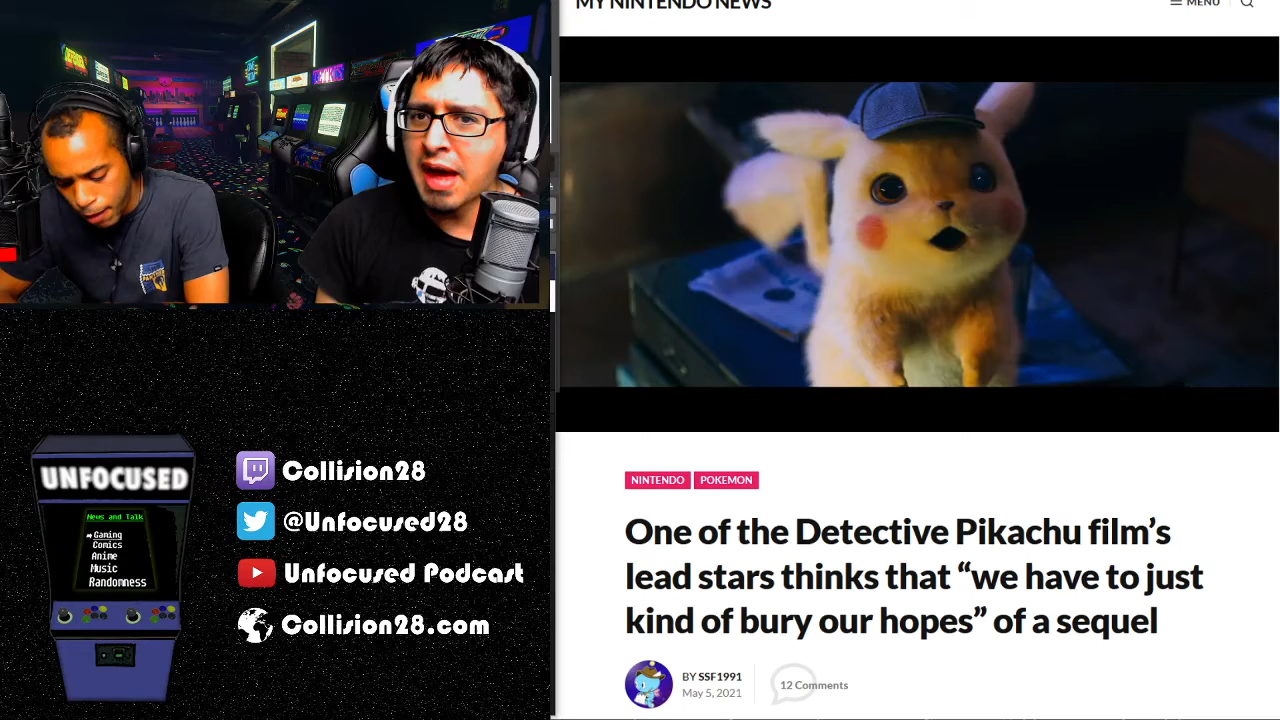 MY NINTENDO NEWS
MENU
UNFOCUSED
News and Talk
Gaming
Comics
Anime
Music
Randomness
Collision28
@Unfocused28
Unfocused Podcast
Collision28.com
NINTENDO
POKEMON
One of the Detective Pikachu film's
lead stars thinks that “we have to just
kind of bury our hopes” of a sequel
BY SSF1991
May 5, 2021
12 Comments